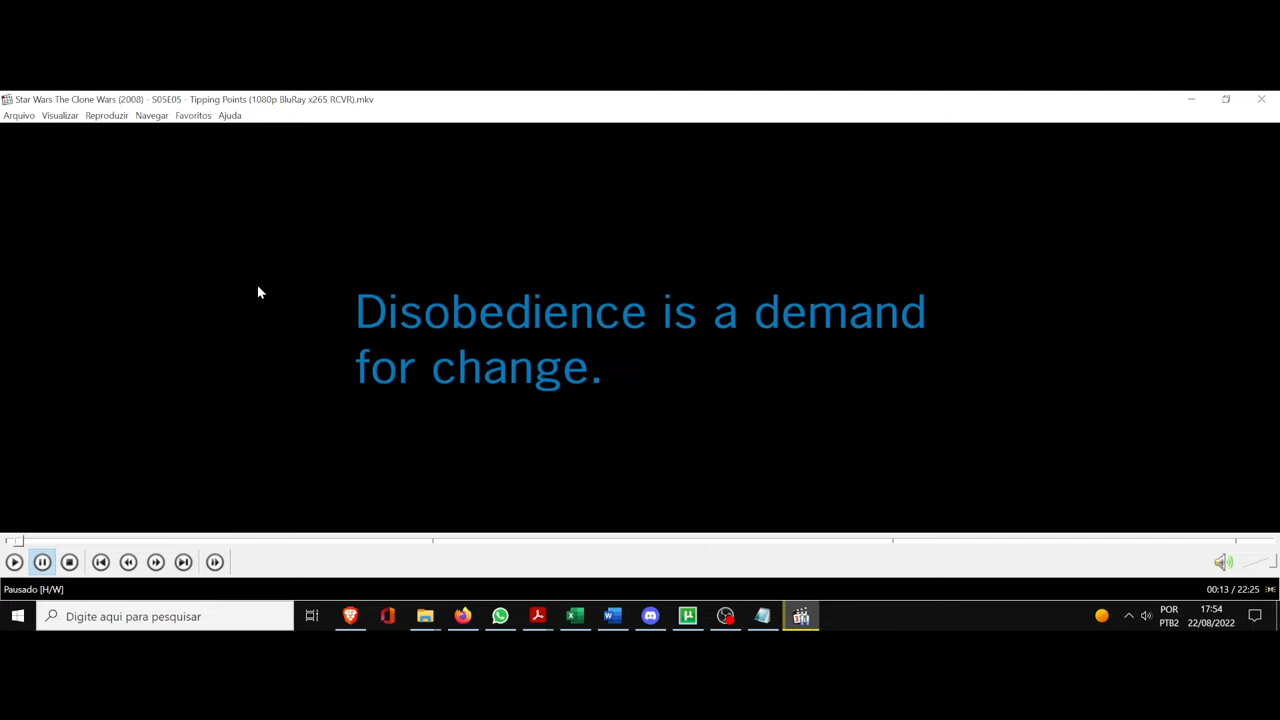 Star Wars The Clone Wars (2008) - S05E05 - Tipping Points (1080p BluRay x265 RCVR).mkv
Arquivo Visualizar Reproduzir Navegar Favoritos Ajuda
Disobedience is a demand
for change.
Pausado [H/W]
00:13 / 22:25
Digite aqui para pesquisar
POR
PTB2
17:54
22/08/2022